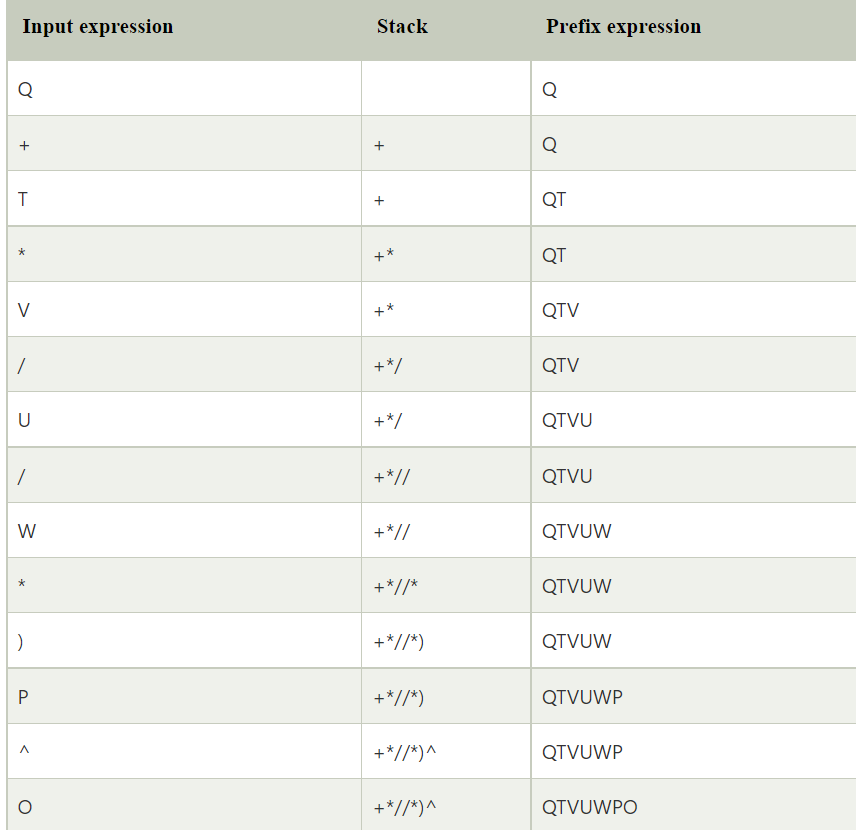 Input expression Stack Prefix expression
Q Q
+ + Q
T + QT
* +* QT
V +* QTV
/ +*/ QTV
U +*/ QTVU
/ +*// QTVU
W +*// QTVUW
* +*//* QTVUW
) +*//*) QTVUW
P +*//*) QTVUWP
^ +*//*)^ QTVUWP
O +*//*)^ QTVUWPO